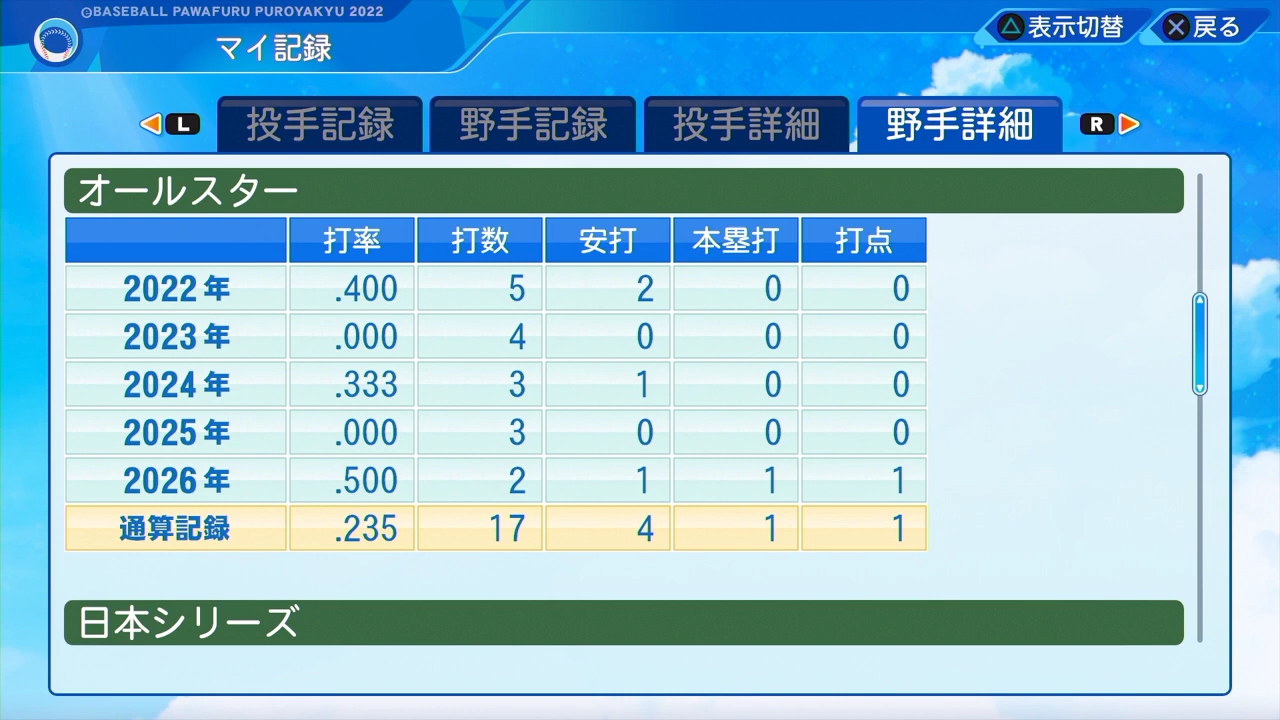 ©BASEBALL PAWAFURU PUROYAKYU 2022
マイ記録
表示切替 戻る
L 投手記録 野手記録 投手詳細 野手詳細 R
オールスター
打率 打数 安打 本塁打 打点
2022年 .400 5 2 0 0
2023年 .000 4 0 0 0
2024年 .333 3 1 0 0
2025年 .000 3 0 0 0
2026年 .500 2 1 1 1
通算記録 .235 17 4 1 1
日本シリーズ